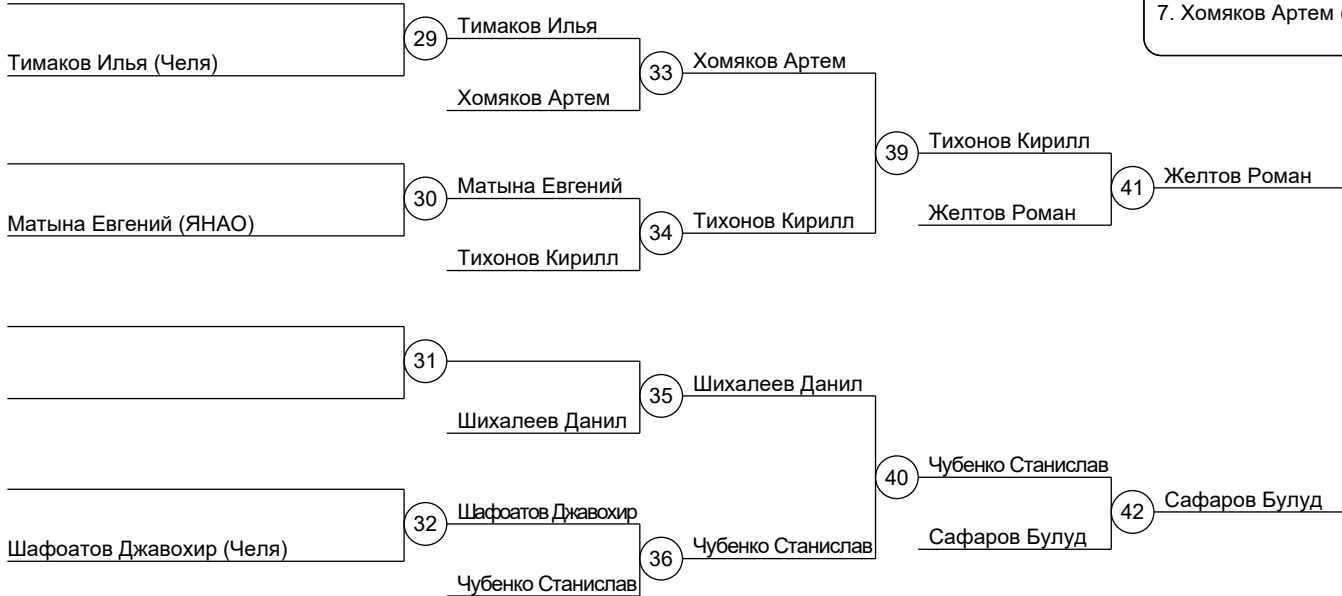 7. Хомяков Артем (
29
Тимаков Илья
Тимаков Илья (Челя)
33
Хомяков Артем
Хомяков Артем
39
Тихонов Кирилл
30
Матына Евгений
Матына Евгений (ЯНАО)
34
Тихонов Кирилл
Тихонов Кирилл
41
Желтов Роман
Желтов Роман
31
35
Шихалеев Данил
Шихалеев Данил
40
Чубенко Станислав
32
Шафоатов Джавохир
Шафоатов Джавохир (Челя)
36
Чубенко Станислав
Чубенко Станислав
42
Сафаров Булуд
Сафаров Булуд